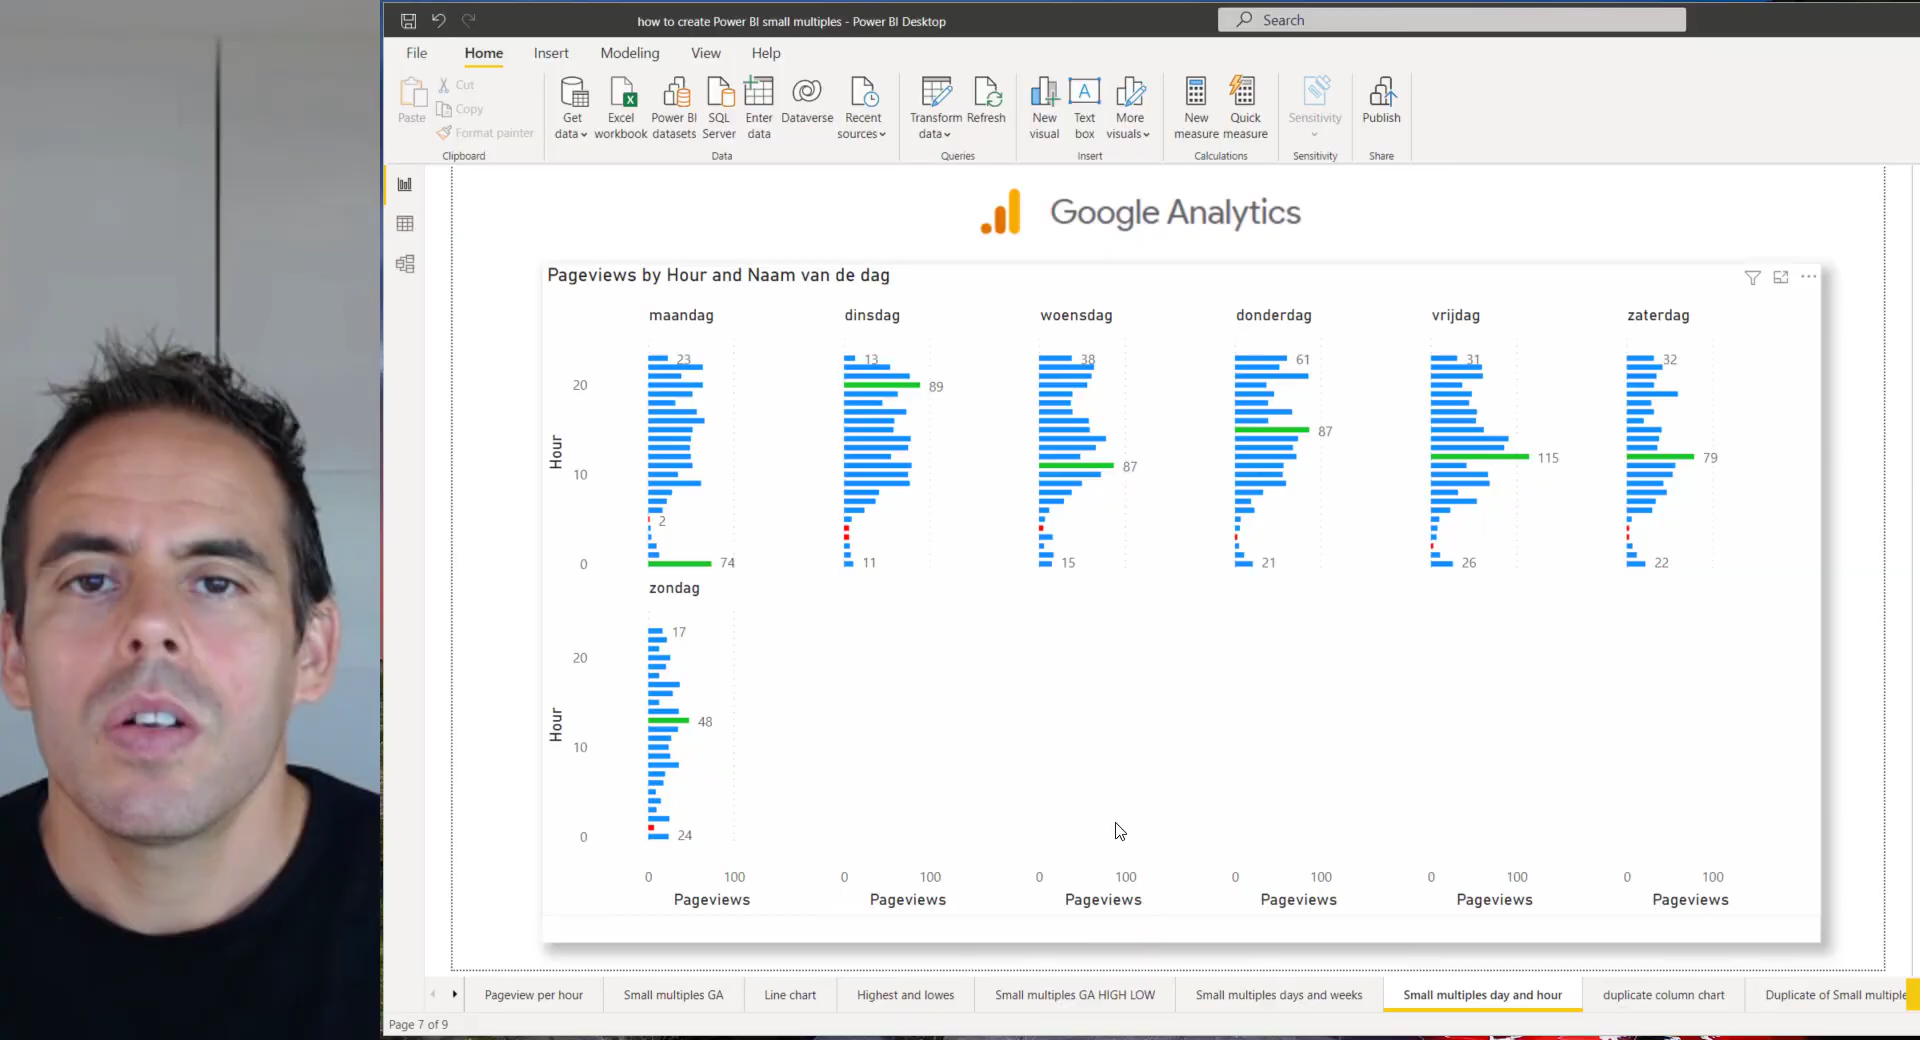 how to create Power BI small multiples - Power BI Desktop
Search
File Home Insert Modeling View Help
Paste
Cut
Copy
Format painter
Clipboard
Get data
Excel workbook
Power BI datasets
SQL Server
Enter data
Dataverse
Recent sources
Data
Transform data
Refresh
Queries
New visual
Text box
More visuals
Insert
New measure
Quick measure
Calculations
Sensitivity
Sensitivity
Publish
Share
Google Analytics
Pageviews by Hour and Naam van de dag
maandag dinsdag woensdag donderdag vrijdag zaterdag
23 13 38 61 31 32
20 89
87
Hour 115 79
10 87
2
0 74 11 15 21 26 22
zondag
17
20
Hour 48
10
0 24
0 100 0 100 0 100 0 100 0 100 0 100
Pageviews Pageviews Pageviews Pageviews Pageviews Pageviews
Pageview per hour Small multiples GA Line chart Highest and lowes Small multiples GA HIGH LOW Small multiples days and weeks Small multiples day and hour duplicate column chart Duplicate of Small multiple
Page 7 of 9